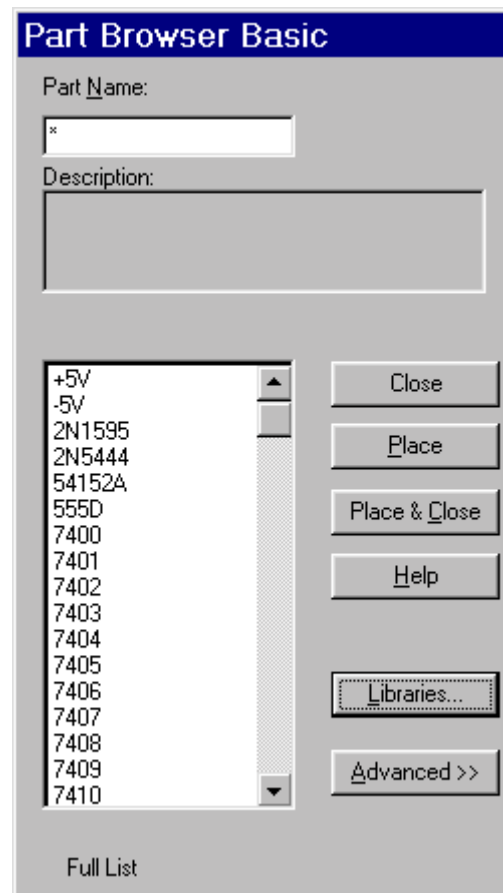 Part Browser Basic
Part Name:
*
Description:
+5V
-5V
2N1595
2N5444
54152A
555D
7400
7401
7402
7403
7404
7405
7406
7407
7408
7409
7410
Close
Place
Place & Close
Help
Libraries...
Advanced >>
Full List